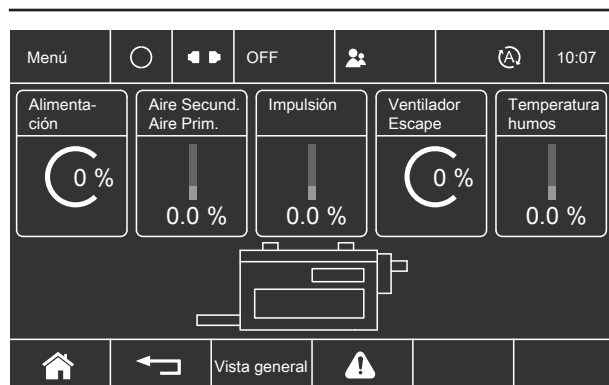 Menú
OFF
A
10:07
Alimenta-
ción
0 %
Aire Secund.
Aire Prim.
0.0 %
Impulsión
0.0 %
Ventilador
Escape
0 %
Temperatura
humos
0.0 %
Vista general